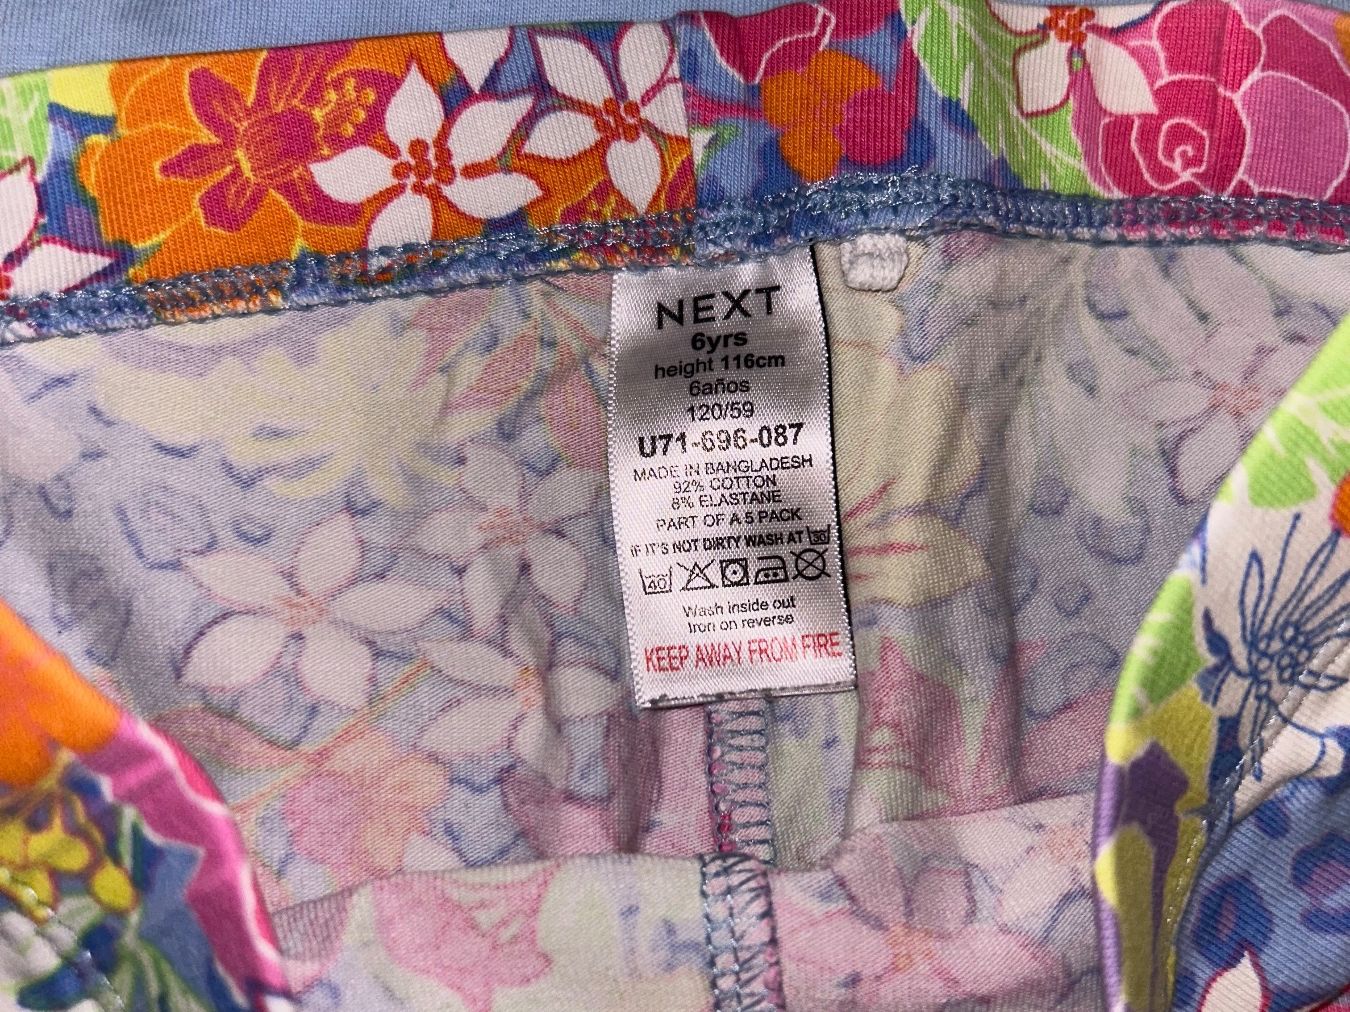 NEXT
6yrs
height 116cm
6años
120/59
U71-696-087
MADE IN BANGLADESH
92% COTTON
8% ELASTANE
PART OF A 5 PACK
IF IT'S NOT DIRTY WASH AT 30
40
Wash inside out
Iron on reverse
KEEP AWAY FROM FIRE